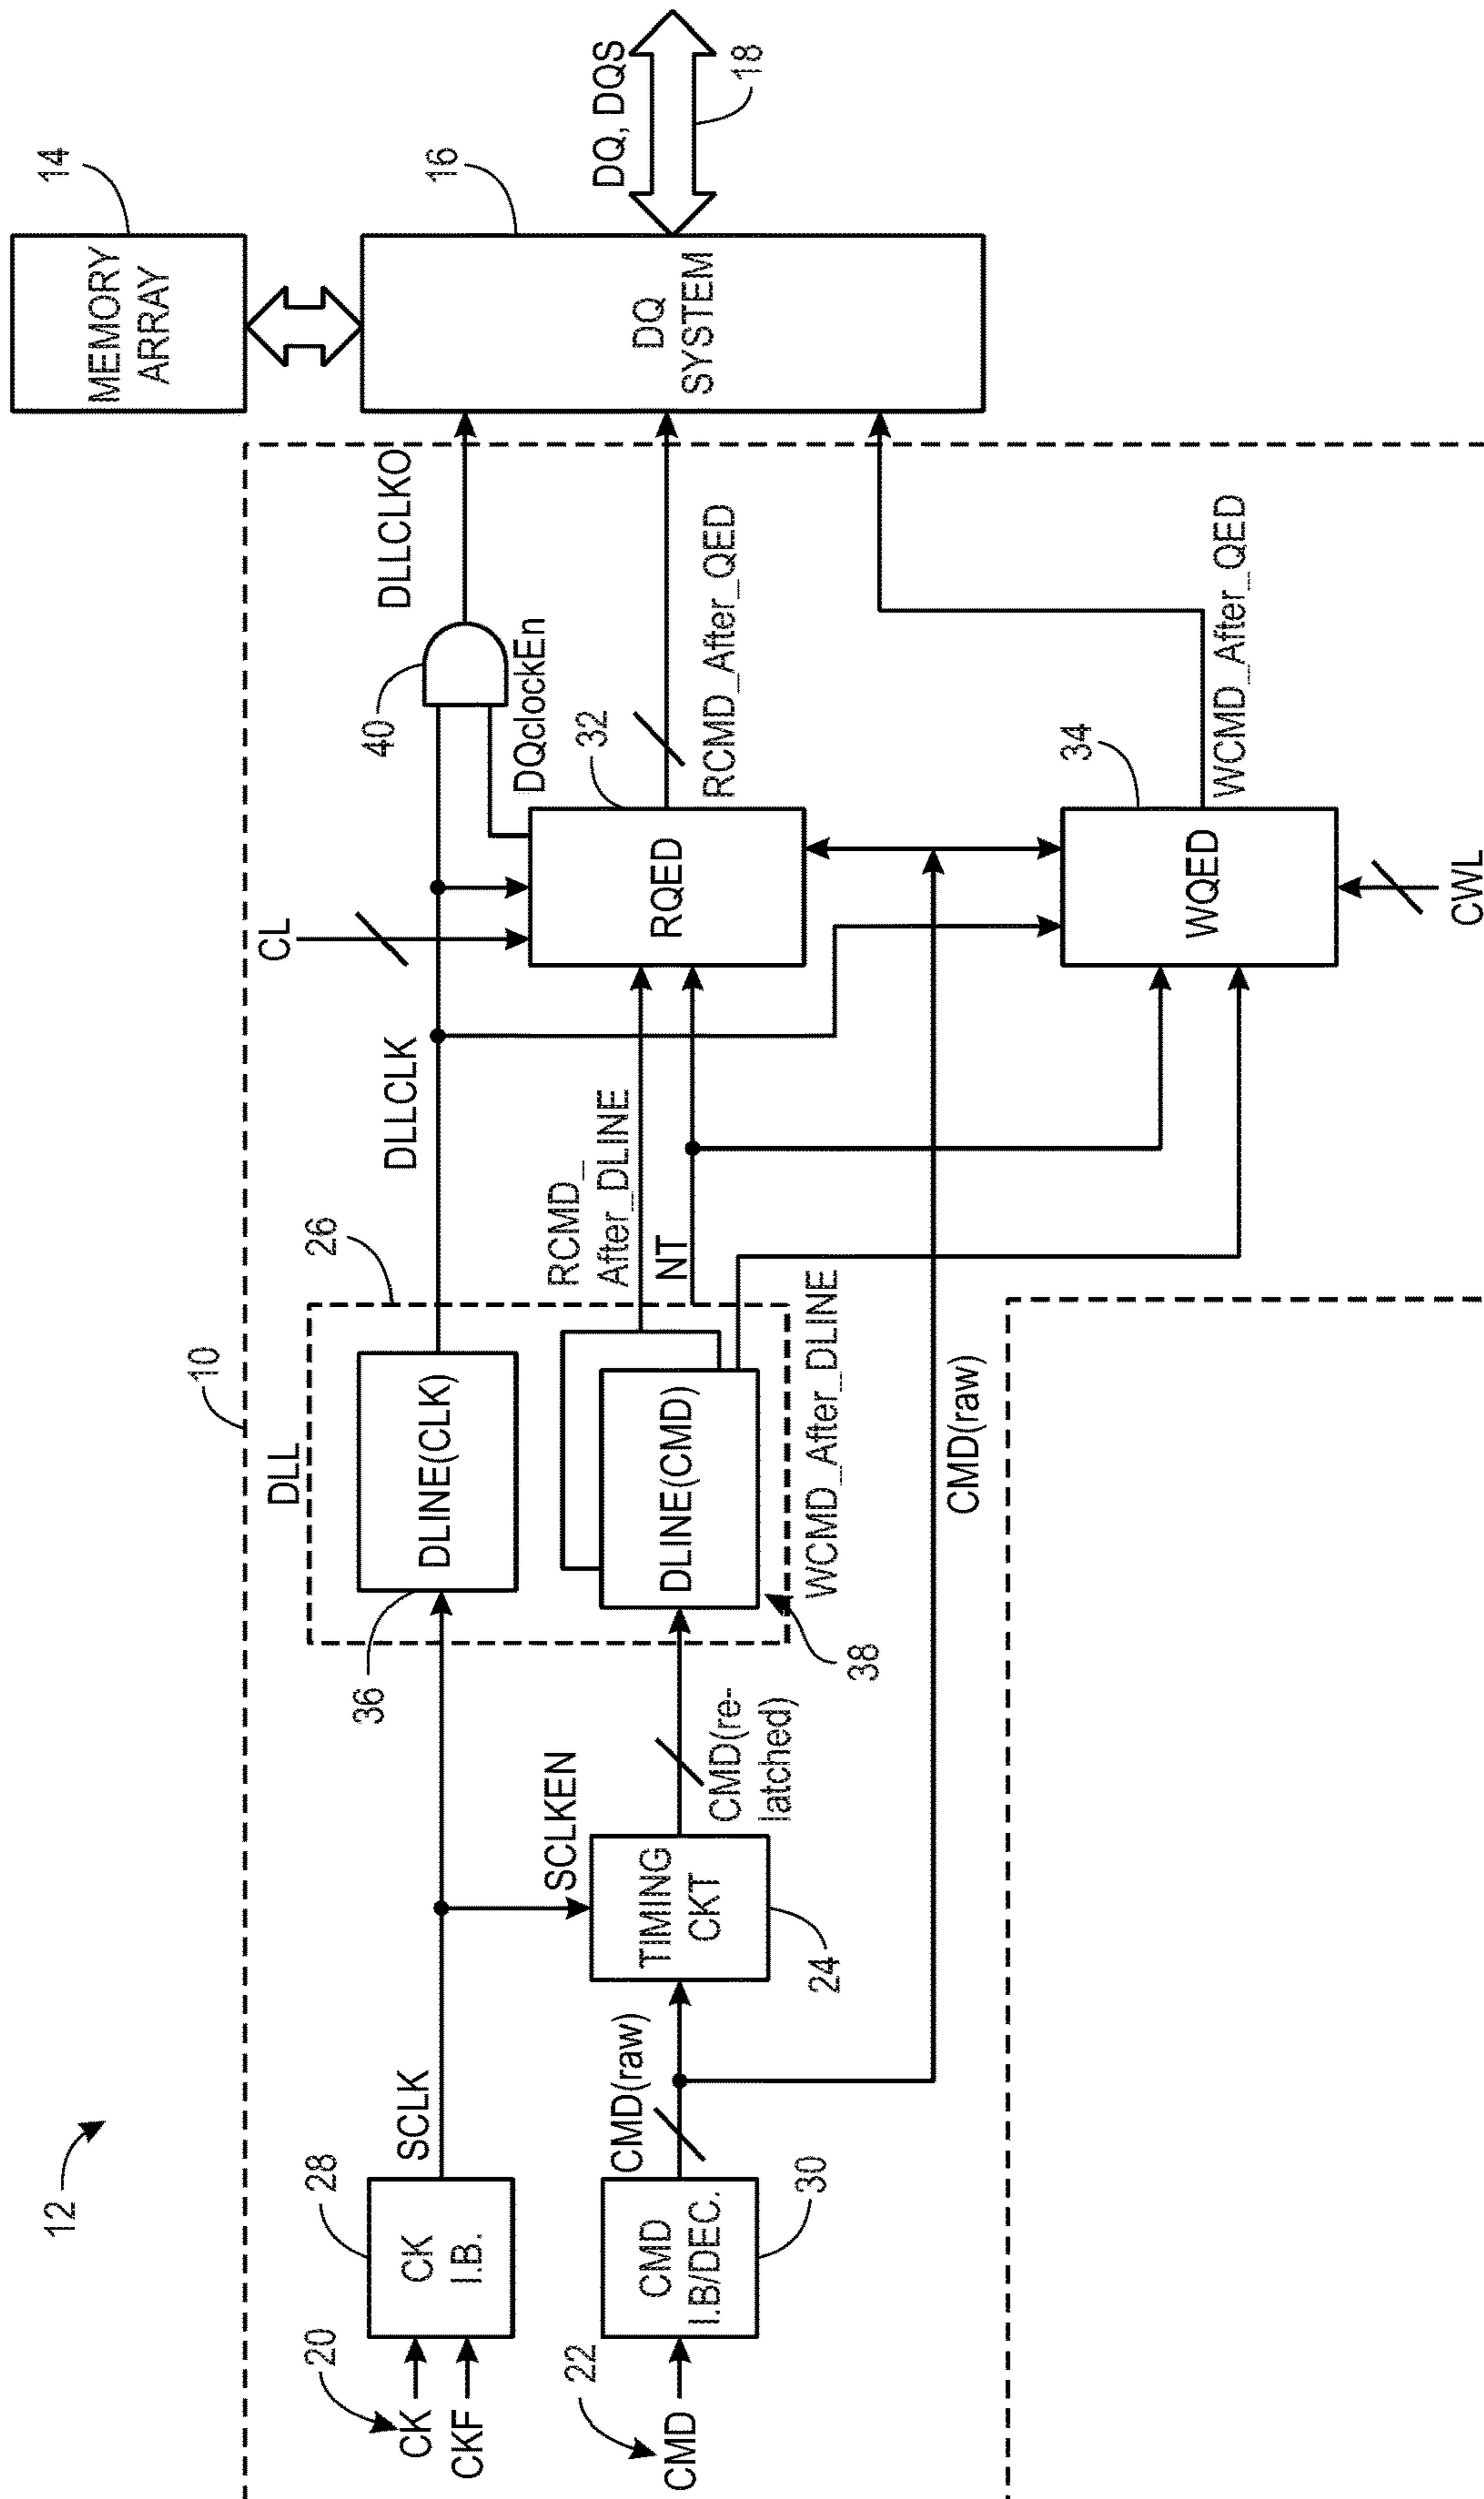 12
10
14
MEMORY
ARRAY
16
DQ
SYSTEM
DQ, DQS
18
20
CK
CKF
28
CK
I.B.
SCLK
SCLKEN
DLL
26
36
DLINE(CLK)
DLLCLK
CL
40
DLLCLKO
DQclockEn
22
CMD
CMD
I.B/DEC.
30
CMD(raw)
TIMING
CKT
24
CMD(re-
latched)
DLINE(CMD)
38
RCMD_
After_DLINE
NT
WCMD_After_DLINE
CMD(raw)
32
RQED
RCMD_After_QED
34
WQED
WCMD_After_QED
CWL